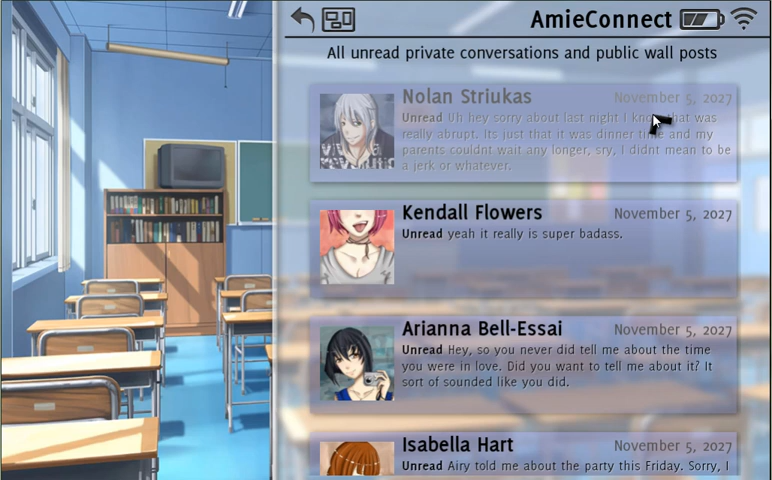 AmieConnect
All unread private conversations and public wall posts
Nolan Striukas November 5, 2027
Unread Uh hey sorry about last night I know that was
really abrupt. Its just that it was dinner time and my
parents couldnt wait any longer, sry, I didnt mean to be
a jerk or whatever.
Kendall Flowers November 5, 2027
Unread yeah it really is super badass.
Arianna Bell-Essai November 5, 2027
Unread Hey, so you never did tell me about the time
you were in love. Did you want to tell me about it? It
sort of sounded like you did.
Isabella Hart November 5, 2027
Unread Airy told me about the party this Friday. Sorry, I